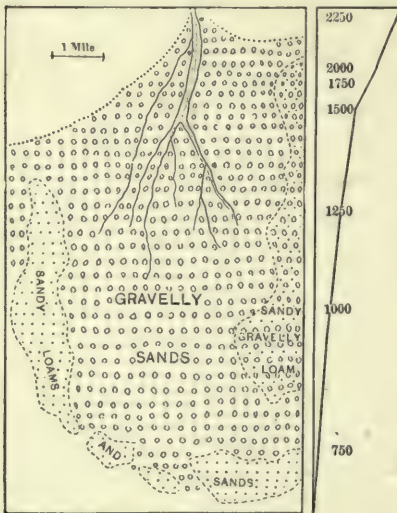 1 Mile
2250
2000
1750
1500
1250
GRAVELLY
1000
SANDY
SANDY
GRAVELLY
LOAMS
SANDS
LOAM
AND
750
SANDS